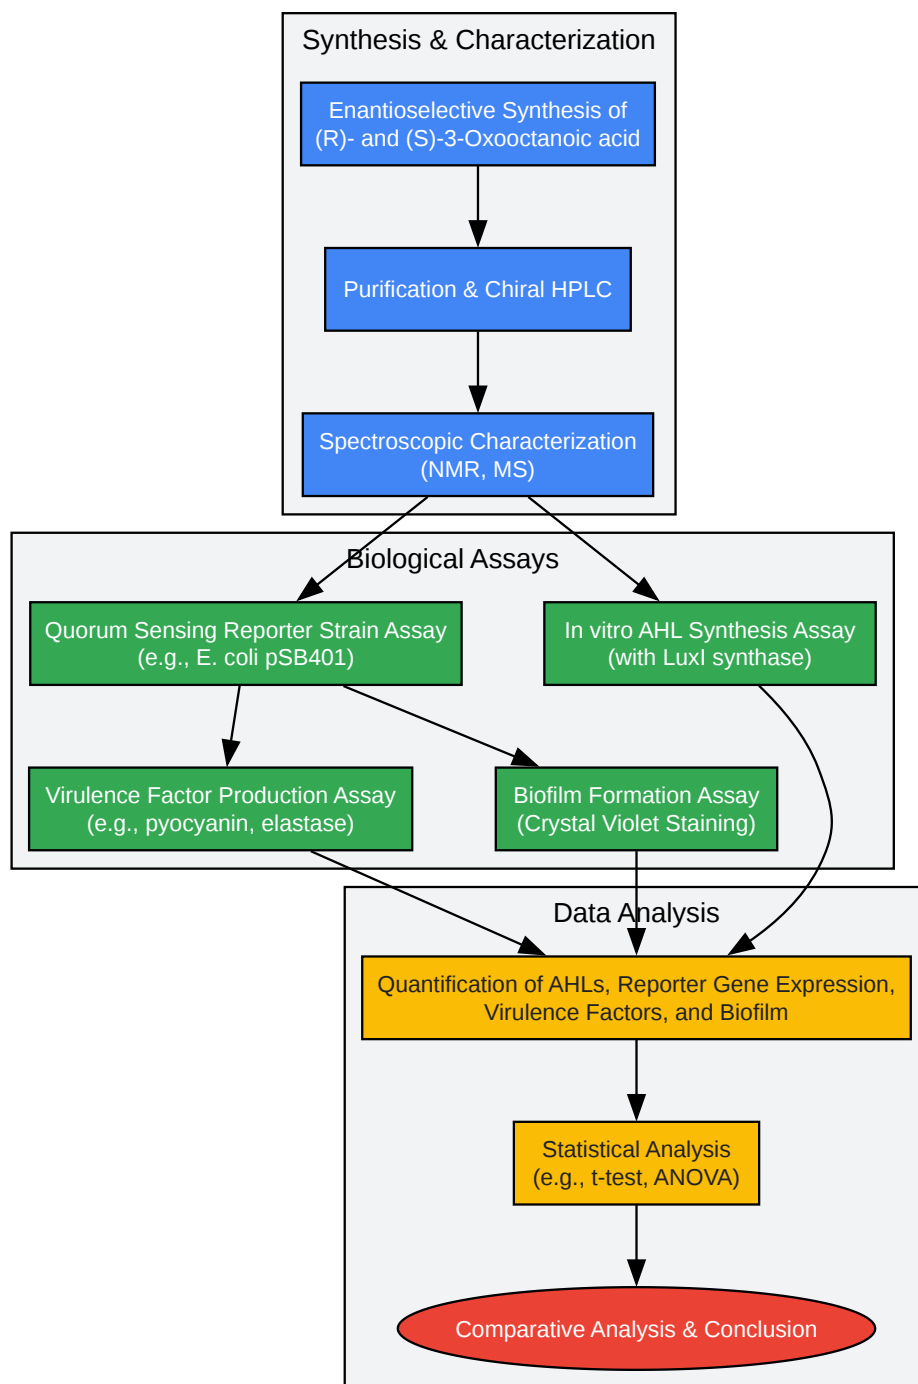 Synthesis & Characterization
Enantioselective Synthesis of
(R)- and (S)-3-Oxooctanoic acid
Purification & Chiral HPLC
Spectroscopic Characterization
(NMR, MS)
Biological Assays
Quorum Sensing Reporter Strain Assay
(e.g., E. coli pSB401)
In vitro AHL Synthesis Assay
(with LuxI synthase)
Virulence Factor Production Assay
(e.g., pyocyanin, elastase)
Biofilm Formation Assay
(Crystal Violet Staining)
Data Analysis
Quantification of AHLs, Reporter Gene Expression,
Virulence Factors, and Biofilm
Statistical Analysis
(e.g., t-test, ANOVA)
Comparative Analysis & Conclusion